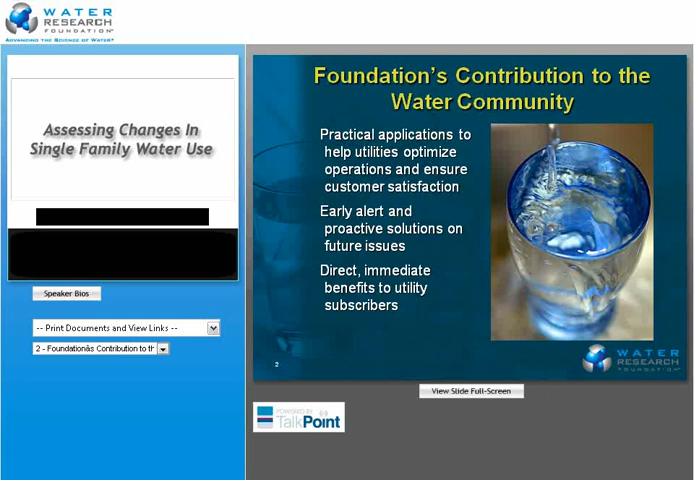 WATER
RESEARCH
FOUNDATION
ADVANCING THE SCIENCE OF WATER®
Assessing Changes In
Single Family Water Use
Speaker Bios
-- Print Documents and View Links --
2 - Foundationâs Contribution to th
Foundation's Contribution to the
Water Community
Practical applications to
help utilities optimize
operations and ensure
customer satisfaction
Early alert and
proactive solutions on
future issues
Direct, immediate
benefits to utility
subscribers
2
WATER
RESEARCH
FOUNDATION
View Slide Full-Screen
POWERED BY
TalkPoint